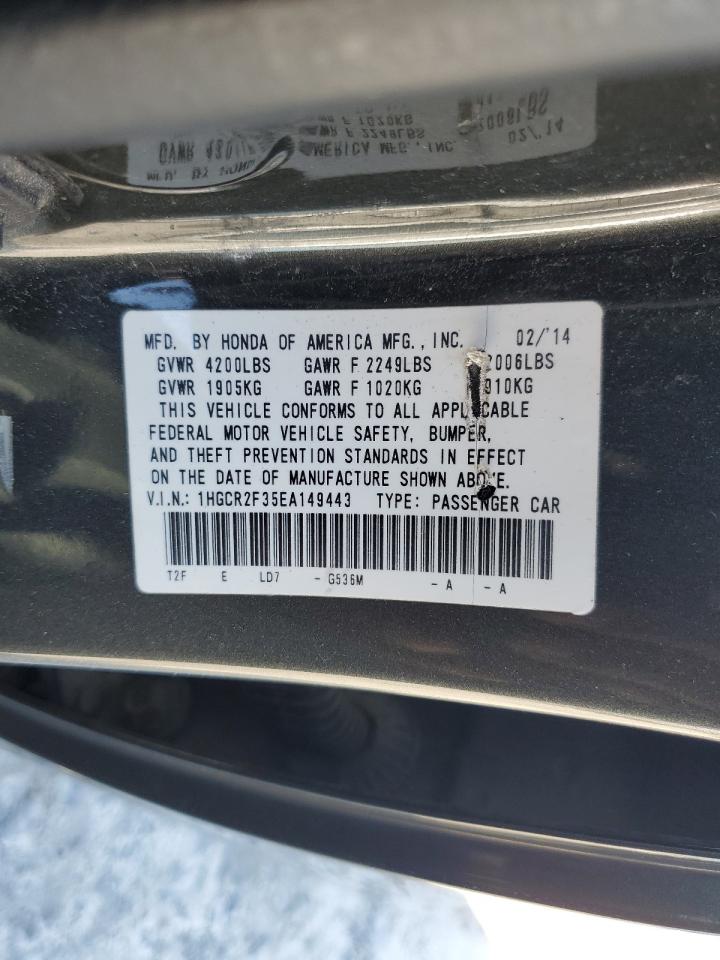 MFD. BY HONDA OF AMERICA MFG., INC. 02/'14
GVWR 4200LBS GAWR F 2249LBS 2006LBS
GVWR 1905KG GAWR F 1020KG 910KG
THIS VEHICLE CONFORMS TO ALL APPLICABLE
FEDERAL MOTOR VEHICLE SAFETY, BUMPER,
AND THEFT PREVENTION STANDARDS IN EFFECT
ON THE DATE OF MANUFACTURE SHOWN ABOVE.
V.I.N.: 1HGCR2F35EA149443 TYPE: PASSENGER CAR
T2F E LD7 - G536M - A - A